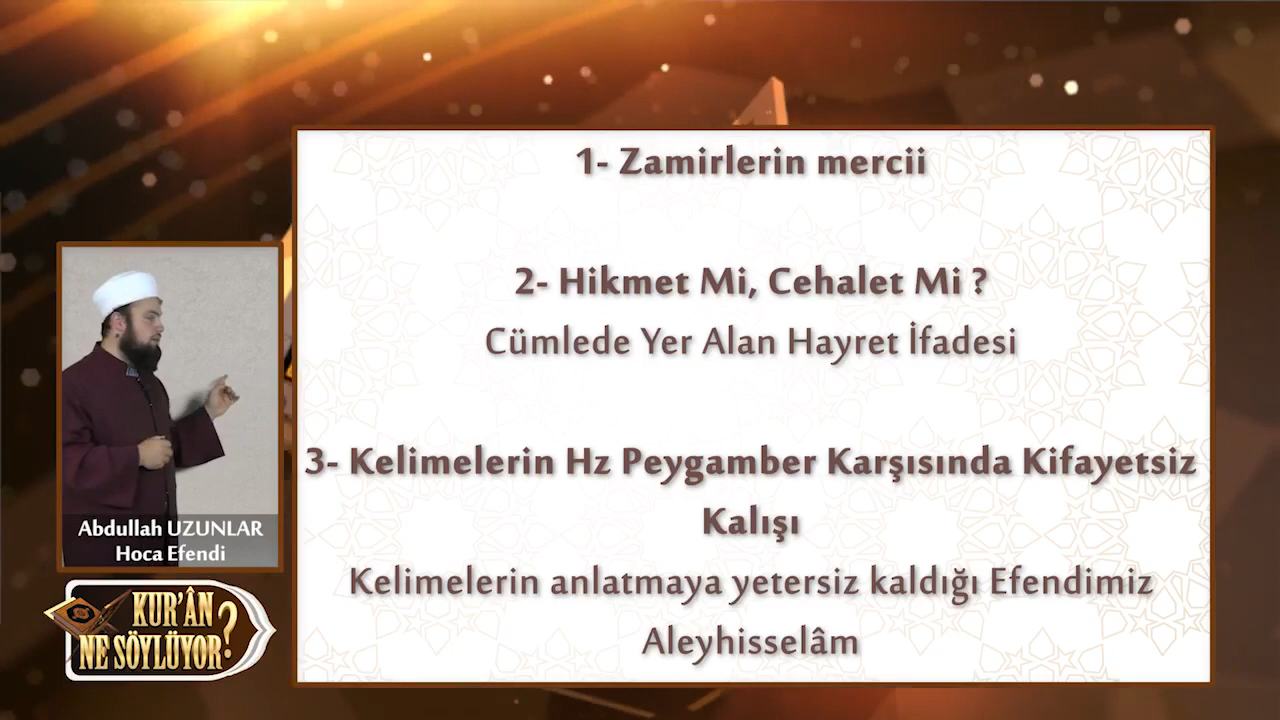 1- Zamirlerin mercii
2- Hikmet Mi, Cehalet Mi ?
Cümlede Yer Alan Hayret İfadesi
3- Kelimelerin Hz Peygamber Karşısında Kifayetsiz
Kalışı
Kelimelerin anlatmaya yetersiz kaldığı Efendimiz
Aleyhisselâm
Abdullah UZUNLAR
Hoca Efendi
KUR'ÂN
NE SÖYLÜYOR?